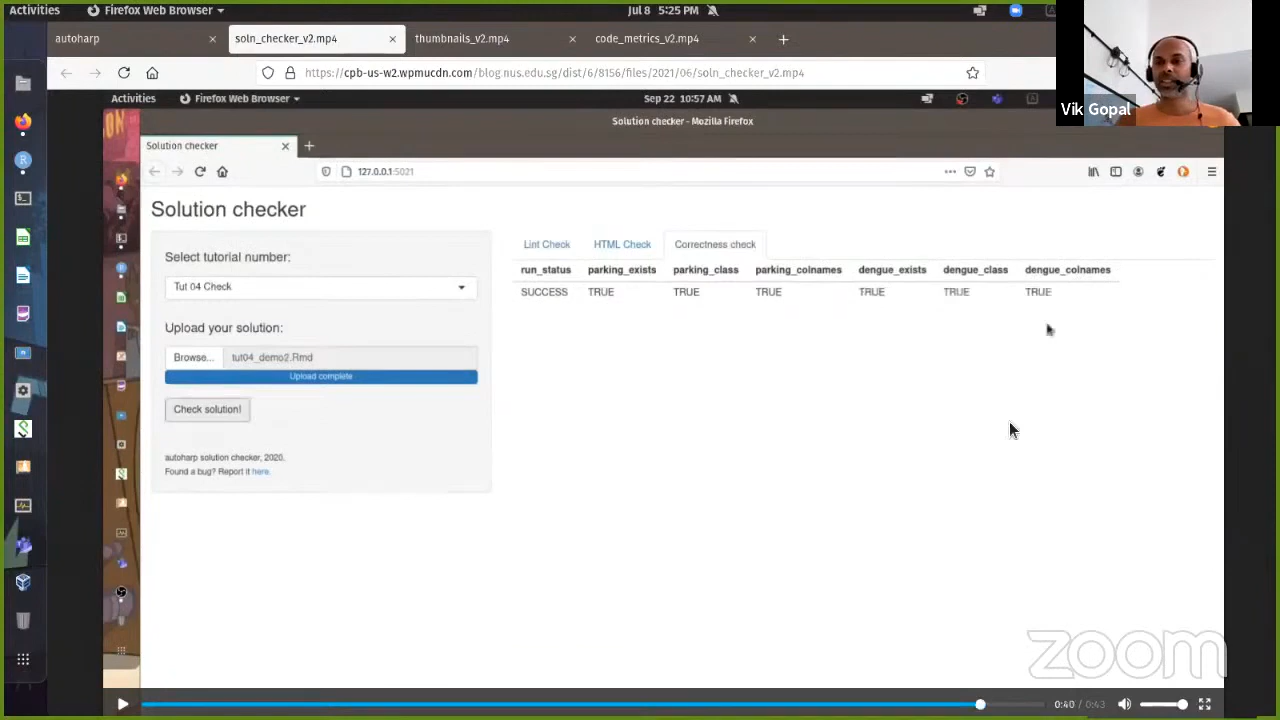 Activities Firefox Web Browser Jul 8 5:25 PM
autoharp soln_checker_v2.mp4 thumbnails_v2.mp4 code_metrics_v2.mp4
https://cpb-us-w2.wpmucdn.com/blog.nus.edu.sg/dist/6/8156/files/2021/06/soln_checker_v2.mp4
Vik Gopal
Activities Firefox Web Browser Sep 22 10:57 AM
Solution checker - Mozilla Firefox
Solution checker
127.0.0.1:5021
Solution checker
Select tutorial number:
Tut 04 Check
Upload your solution:
Browse... tut04_demo2.Rmd
Upload complete
Check solution!
autoharp solution checker, 2020.
Found a bug? Report it here.
Lint Check HTML Check Correctness check
run_status parking_exists parking_class parking_colnames dengue_exists dengue_class dengue_colnames
SUCCESS TRUE TRUE TRUE TRUE TRUE TRUE
zoom
0:40 / 0:43